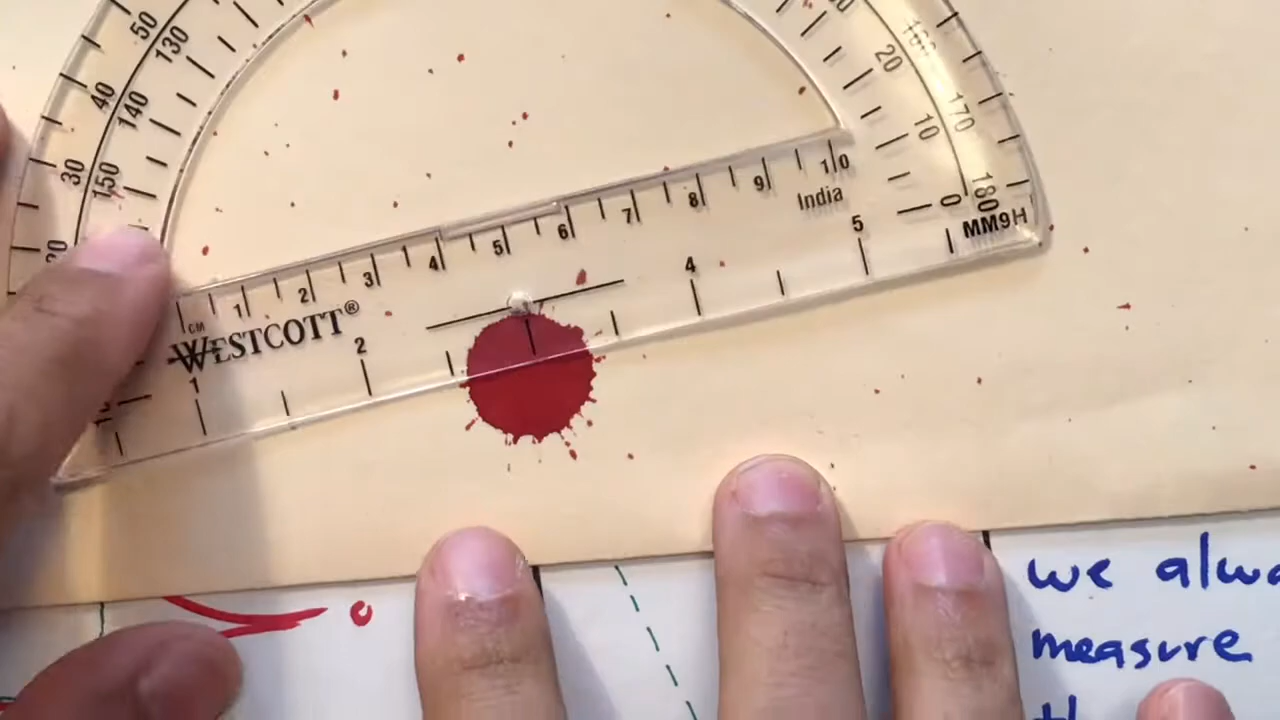 50 130
40 140
30 150
20
10 170
0 180
1 2 3 4 5 6 7 8 9 10
CM
India
MM9H
WESTCOTT®
1 2 4 5
we
measure